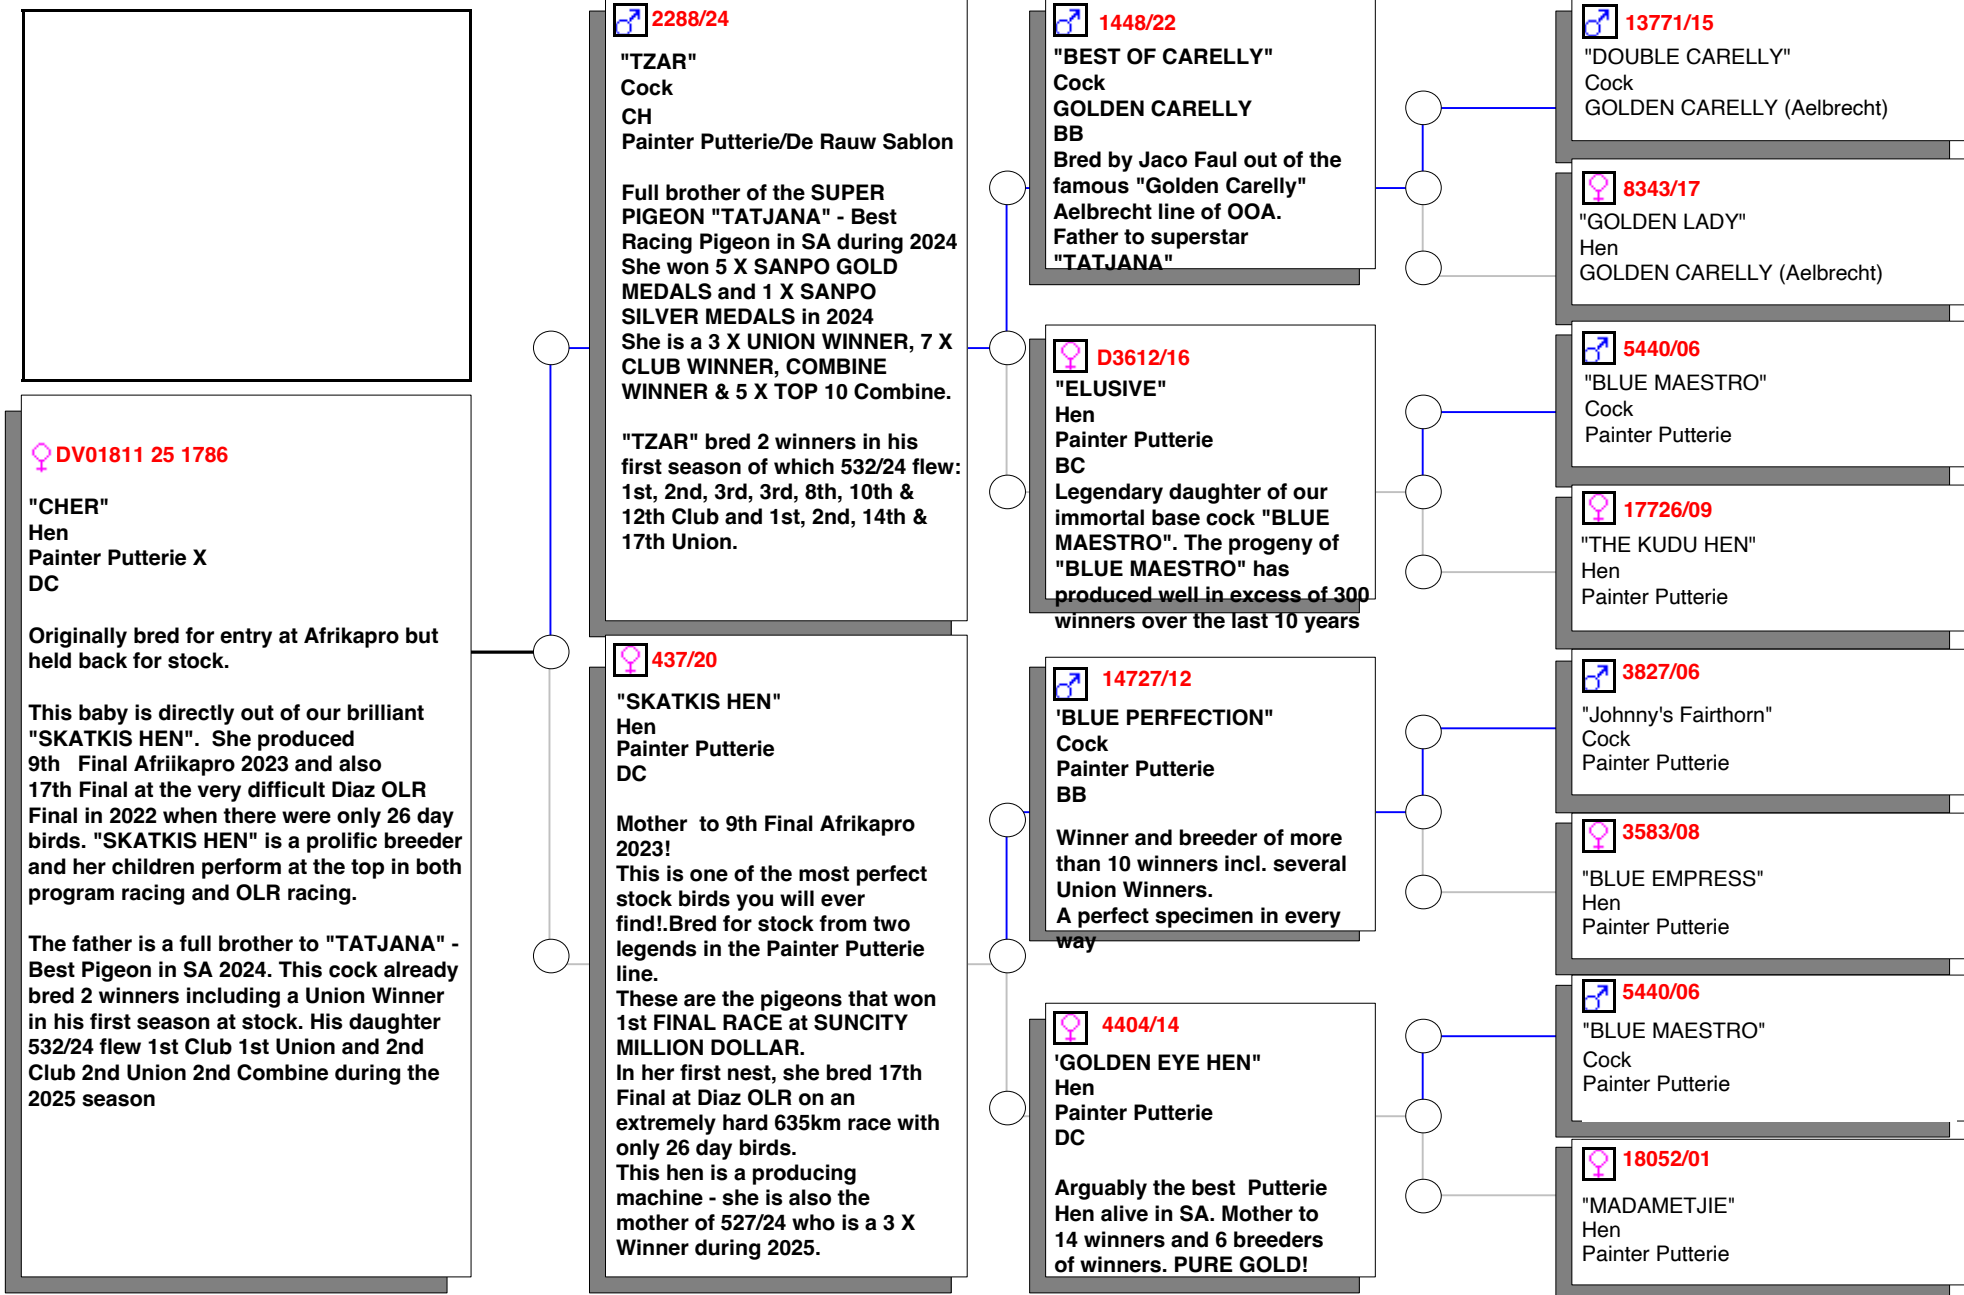 DV01811 25 1786
"CHER"
Hen
Painter Putterie X
DC
Originally bred for entry at Afrikapro but
held back for stock.
This baby is directly out of our brilliant
"SKATKIS HEN".  She produced
9th   Final Afriikapro 2023 and also
17th Final at the very difficult Diaz OLR
Final in 2022 when there were only 26 day
birds. "SKATKIS HEN" is a prolific breeder
and her children perform at the top in both
program racing and OLR racing.
The father is a full brother to "TATJANA" -
Best Pigeon in SA 2024. This cock already
bred 2 winners including a Union Winner
in his first season at stock. His daughter
532/24 flew 1st Club 1st Union and 2nd
Club 2nd Union 2nd Combine during the
2025 season
2288/24
"TZAR"
Cock
CH
Painter Putterie/De Rauw Sablon
Full brother of the SUPER
PIGEON "TATJANA" - Best
Racing Pigeon in SA during 2024
She won 5 X SANPO GOLD
MEDALS and 1 X SANPO
SILVER MEDALS in 2024
She is a 3 X UNION WINNER, 7 X
CLUB WINNER, COMBINE
WINNER & 5 X TOP 10 Combine.
"TZAR" bred 2 winners in his
first season of which 532/24 flew:
1st, 2nd, 3rd, 3rd, 8th, 10th &
12th Club and 1st, 2nd, 14th &
17th Union.
437/20
"SKATKIS HEN"
Hen
Painter Putterie
DC
Mother  to 9th Final Afrikapro
2023!
This is one of the most perfect
stock birds you will ever
find!.Bred for stock from two
legends in the Painter Putterie
line.
These are the pigeons that won
1st FINAL RACE at SUNCITY
MILLION DOLLAR.
In her first nest, she bred 17th
Final at Diaz OLR on an
extremely hard 635km race with
only 26 day birds.
This hen is a producing
machine - she is also the
mother of 527/24 who is a 3 X
Winner during 2025.
1448/22
"BEST OF CARELLY"
Cock
GOLDEN CARELLY
BB
Bred by Jaco Faul out of the
famous "Golden Carelly"
Aelbrecht line of OOA.
Father to superstar
"TATJANA"
D3612/16
"ELUSIVE"
Hen
Painter Putterie
BC
Legendary daughter of our
immortal base cock "BLUE
MAESTRO". The progeny of
"BLUE MAESTRO" has
produced well in excess of 300
winners over the last 10 years
14727/12
'BLUE PERFECTION"
Cock
Painter Putterie
BB
Winner and breeder of more
than 10 winners incl. several
Union Winners.
A perfect specimen in every
way
4404/14
'GOLDEN EYE HEN"
Hen
Painter Putterie
DC
Arguably the best  Putterie
Hen alive in SA. Mother to
14 winners and 6 breeders
of winners. PURE GOLD!
13771/15
"DOUBLE CARELLY"
Cock
GOLDEN CARELLY (Aelbrecht)
8343/17
"GOLDEN LADY"
Hen
GOLDEN CARELLY (Aelbrecht)
5440/06
"BLUE MAESTRO"
Cock
Painter Putterie
17726/09
"THE KUDU HEN"
Hen
Painter Putterie
3827/06
"Johnny's Fairthorn"
Cock
Painter Putterie
3583/08
"BLUE EMPRESS"
Hen
Painter Putterie
5440/06
"BLUE MAESTRO"
Cock
Painter Putterie
18052/01
"MADAMETJIE"
Hen
Painter Putterie